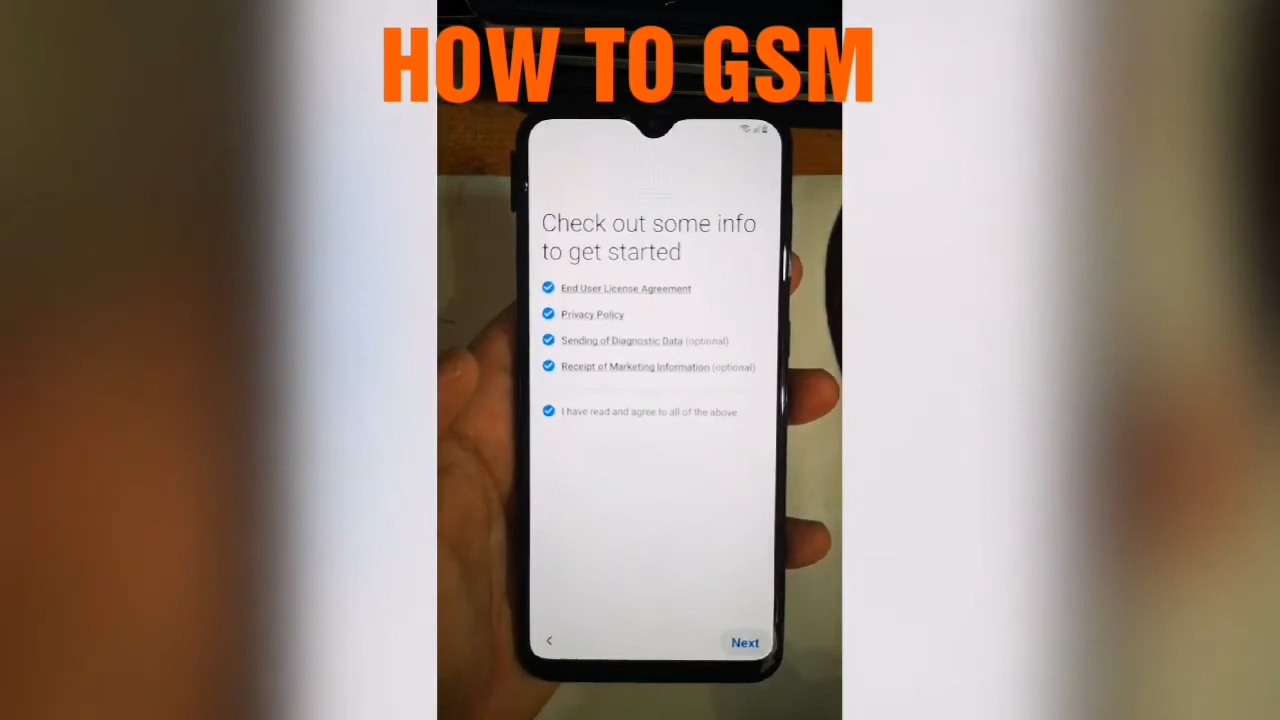 HOW TO GSM
Check out some info
to get started
End User License Agreement
Privacy Policy
Sending of Diagnostic Data (optional)
Receipt of Marketing Information (optional)
I have read and agree to all of the above.
Next